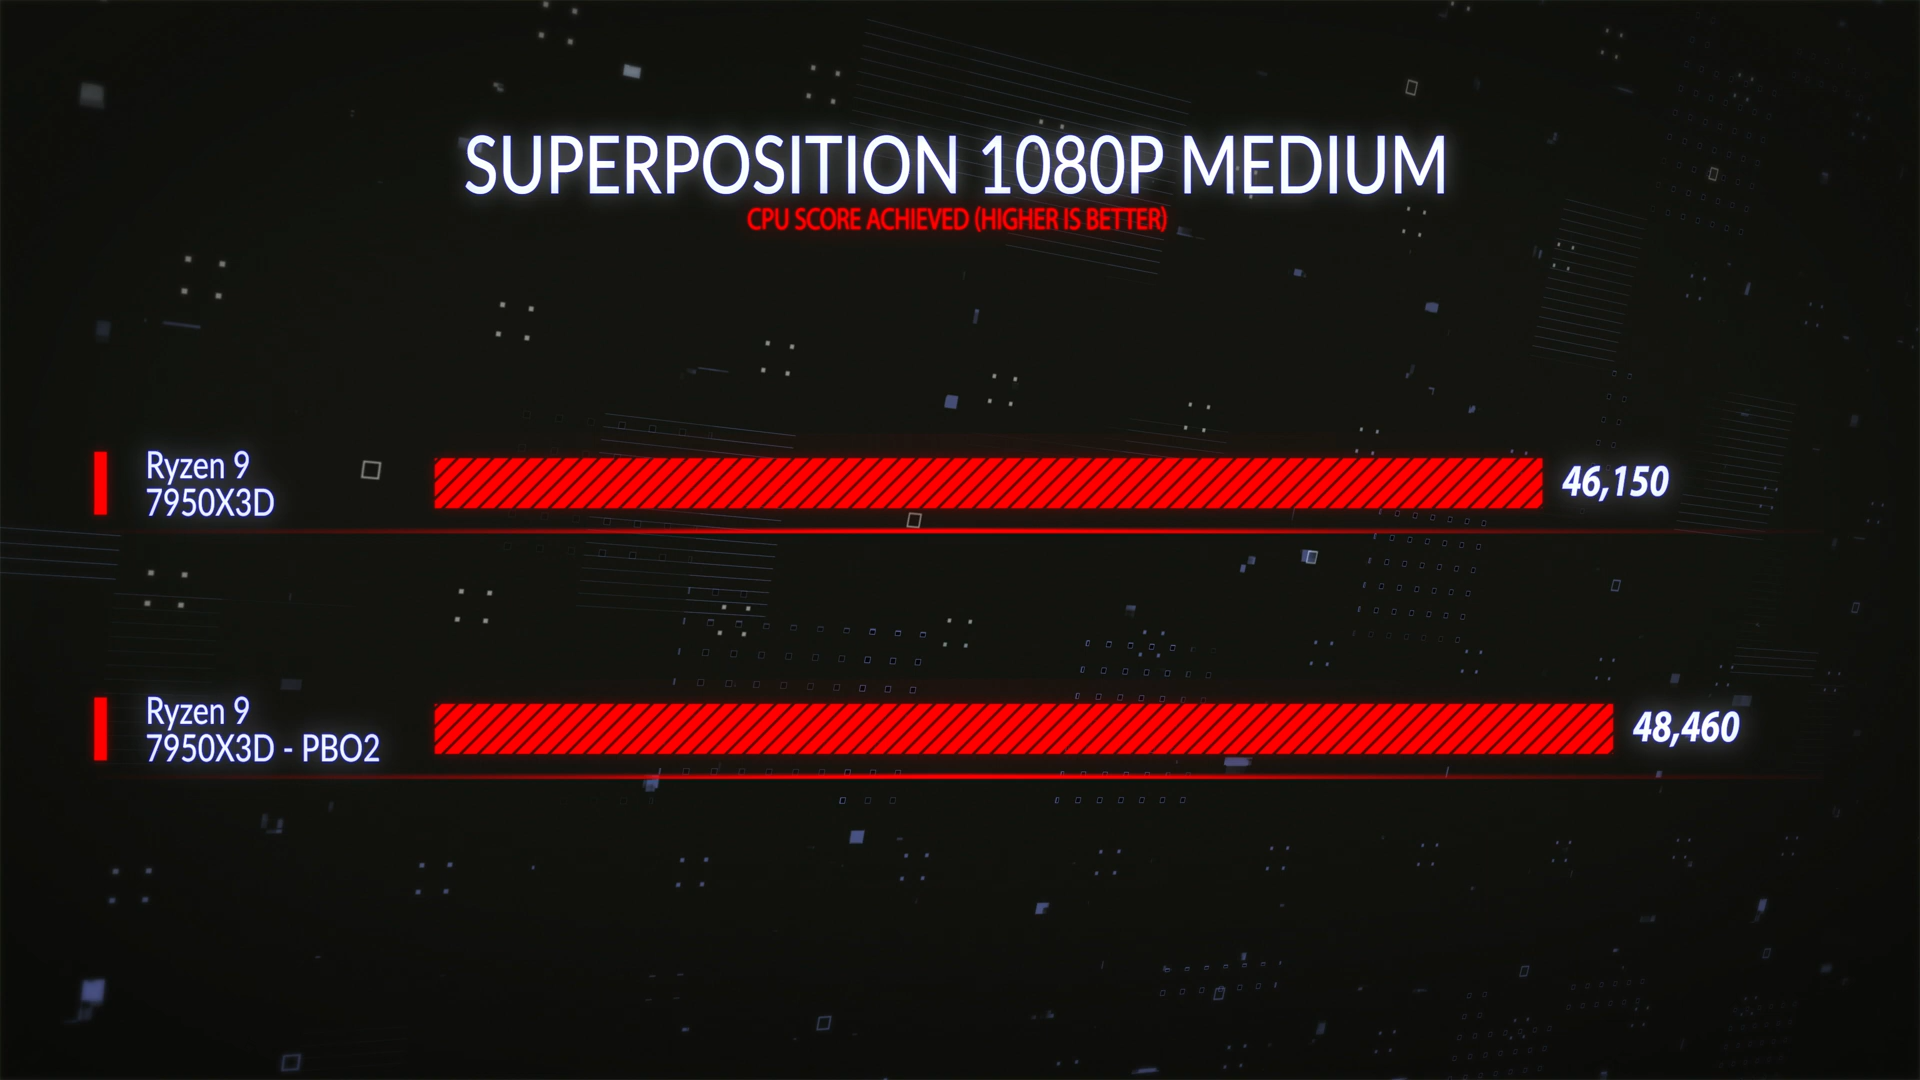 SUPERPOSITION 1080P MEDIUM
CPU SCORE ACHIEVED (HIGHER IS BETTER)
Ryzen 9
7950X3D
46,150
Ryzen 9
7950X3D - PBO2
48,460